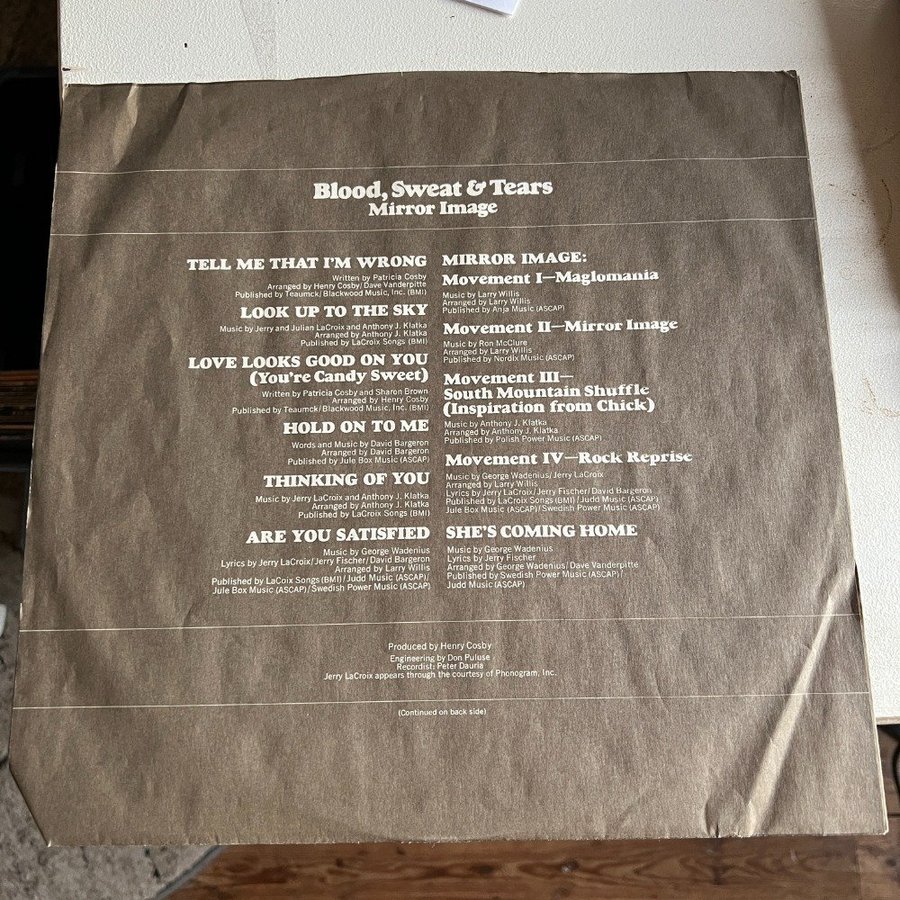 Blood, Sweat & Tears
Mirror Image
TELL ME THAT I'M WRONG
Written by Patricia Cosby
Arranged by Henry Cosby/Dave Vanderpitte
Published by Teaumck/Blackwood Music, Inc. (BMI)
LOOK UP TO THE SKY
Music by Jerry and Julian LaCroix and Anthony J. Klatka
Arranged by Anthony J. Klatka
Published by LaCroix Songs (BMI)
LOVE LOOKS GOOD ON YOU
(You're Candy Sweet)
Written by Patricia Cosby and Sharon Brown
Arranged by Henry Cosby
Published by Teaumck/Blackwood Music, Inc. (BMI)
HOLD ON TO ME
Words and Music by David Bargeron
Arranged by David Bargeron
Published by Jule Box Music (ASCAP)
THINKING OF YOU
Music by Jerry LaCroix and Anthony J. Klatka
Arranged by Anthony J. Klatka
Published by LaCroix Songs (BMI)
ARE YOU SATISFIED
Music by George Wadenius
Lyrics by Jerry LaCroix/Jerry Fischer/David Bargeron
Arranged by Larry Willis
Published by LaCoix Songs (BMI)/Judd Music (ASCAP)/
Jule Box Music (ASCAP)/Swedish Power Music (ASCAP)
MIRROR IMAGE:
Movement I—Maglomania
Music by Larry Willis
Arranged by Larry Willis
Published by Anja Music (ASCAP)
Movement II—Mirror Image
Music by Ron McClure
Arranged by Larry Willis
Published by Nordix Music (ASCAP)
Movement III—
South Mountain Shuffle
(Inspiration from Chick)
Music by Anthony J. Klatka
Arranged by Anthony J. Klatka
Published by Polish Power Music (ASCAP)
Movement IV—Rock Reprise
Music by George Wadenius/Jerry LaCroix
Arranged by Larry Willis
Lyrics by Jerry LaCroix/Jerry Fischer/David Bargeron
Published by LaCroix Songs (BMI)/Judd Music (ASCAP)
Jule Box Music (ASCAP)/Swedish Power Music (ASCAP)
SHE'S COMING HOME
Music by George Wadenius
Lyrics by Jerry Fischer
Arranged by George Wadenius/Dave Vanderpitte
Published by Swedish Power Music (ASCAP)/
Judd Music (ASCAP)
Produced by Henry Cosby
Engineering by Don Puluse
Recordist: Peter Dauria
Jerry LaCroix appears through the courtesy of Phonogram, Inc.
(Continued on back side)